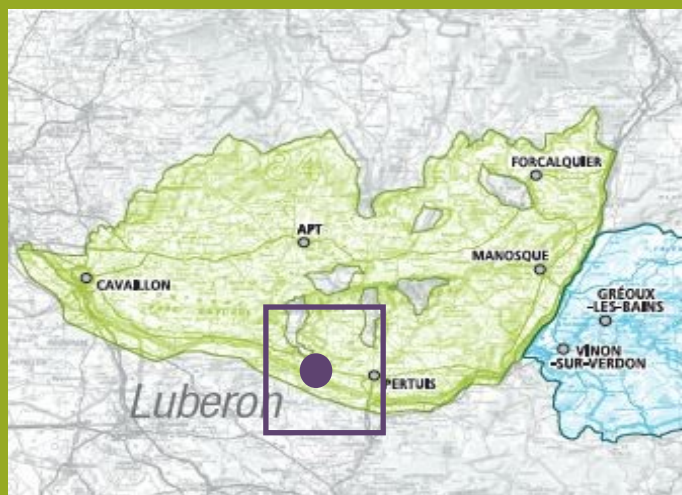 FORCALQUIER
APT
MANOSQUE
CAVAILLON
GRÉOUX
-LES-BAINS
VINON
-SUR-VERDON
PERTUIS
Luberon